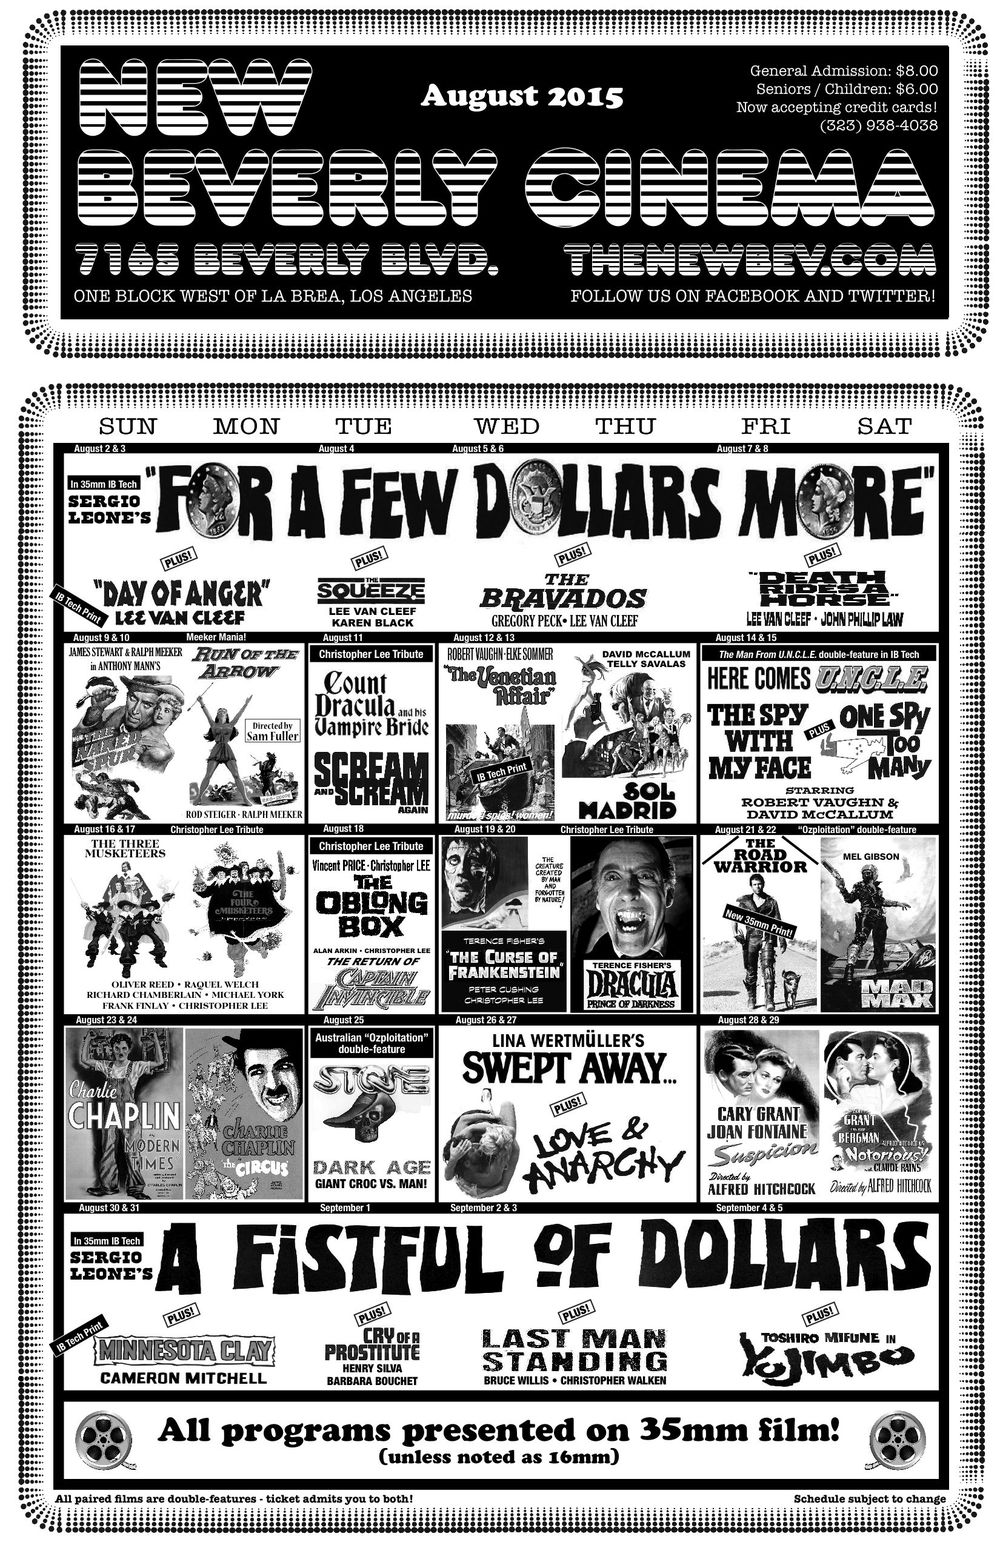 NEW
August 2015
General Admission: $8.00
Seniors / Children: $6.00
Now accepting credit cards!
(323) 938-4038
BEVERLY CINEMA
7165 BEVERLY BLVD.
THENEWBEV.COM
ONE BLOCK WEST OF LA BREA, LOS ANGELES
FOLLOW US ON FACEBOOK AND TWITTER!
SUN MON TUE WED THU FRI SAT
August 2 & 3
August 4
August 5 & 6
August 7 & 8
In 35mm IB Tech
SERGIO
LEONE'S
"FOR A FEW DOLLARS MORE"
PLUS!
IB Tech Print
"DAY OF ANGER"
LEE VAN CLEEF
PLUS!
THE
SQUEEZE
LEE VAN CLEEF
KAREN BLACK
PLUS!
THE
BRAVADOS
GREGORY PECK • LEE VAN CLEEF
PLUS!
"DEATH
RIDES A
HORSE"
LEE VAN CLEEF • JOHN PHILLIP LAW
August 9 & 10
Meeker Mania!
JAMES STEWART & RALPH MEEKER
in ANTHONY MANN'S
THE
NAKED
SPUR
RUN OF THE
ARROW
Directed by
Sam Fuller
ROD STEIGER • RALPH MEEKER
August 11
Christopher Lee Tribute
Count
Dracula and his
Vampire Bride
SCREAM
AND SCREAM
AGAIN
August 12 & 13
ROBERT VAUGHN • ELKE SOMMER
"The Venetian
Affair"
IB Tech Print
murder! spies! women!
DAVID McCALLUM
TELLY SAVALAS
SOL
MADRID
August 14 & 15
The Man From U.N.C.L.E. double-feature in IB Tech
HERE COMES U.N.C.L.E.
THE SPY
WITH
MY FACE
PLUS
ONE SPY
TOO
MANY
STARRING
ROBERT VAUGHN &
DAVID McCALLUM
August 16 & 17
Christopher Lee Tribute
THE THREE
MUSKETEERS
THE
FOUR
MUSKETEERS
OLIVER REED • RAQUEL WELCH
RICHARD CHAMBERLAIN • MICHAEL YORK
FRANK FINLAY • CHRISTOPHER LEE
August 18
Christopher Lee Tribute
Vincent PRICE • Christopher LEE
THE
OBLONG
BOX
ALAN ARKIN • CHRISTOPHER LEE
THE RETURN OF
CAPTAIN
INVINCIBLE
August 19 & 20
Christopher Lee Tribute
THE
CREATURE
CREATED
BY MAN
AND
FORGOTTEN
BY NATURE!
TERENCE FISHER'S
"THE CURSE OF
FRANKENSTEIN"
PETER CUSHING
CHRISTOPHER LEE
TERENCE FISHER'S
DRACULA
PRINCE OF DARKNESS
August 21 & 22
"Ozploitation" double-feature
THE
ROAD
WARRIOR
New 35mm Print!
MEL GIBSON
MAD
MAX
August 23 & 24
Charlie
CHAPLIN
in
MODERN
TIMES
CHARLIE
CHAPLIN
the CIRCUS
August 25
Australian "Ozploitation"
double-feature
STONE
DARK AGE
GIANT CROC VS. MAN!
August 26 & 27
LINA WERTMÜLLER'S
SWEPT AWAY...
PLUS!
LOVE &
ANARCHY
August 28 & 29
CARY GRANT
JOAN FONTAINE
Suspicion
Directed by
ALFRED HITCHCOCK
GRANT
BERGMAN
Notorious!
CLAUDE RAINS
Directed by ALFRED HITCHCOCK
August 30 & 31
September 1
September 2 & 3
September 4 & 5
In 35mm IB Tech
SERGIO
LEONE'S
A FISTFUL OF DOLLARS
PLUS!
IB Tech Print
MINNESOTA CLAY
CAMERON MITCHELL
PLUS!
CRY OF A
PROSTITUTE
HENRY SILVA
BARBARA BOUCHET
PLUS!
LAST MAN
STANDING
BRUCE WILLIS • CHRISTOPHER WALKEN
PLUS!
TOSHIRO MIFUNE IN
YOJIMBO
All programs presented on 35mm film!
(unless noted as 16mm)
All paired films are double-features - ticket admits you to both!
Schedule subject to change